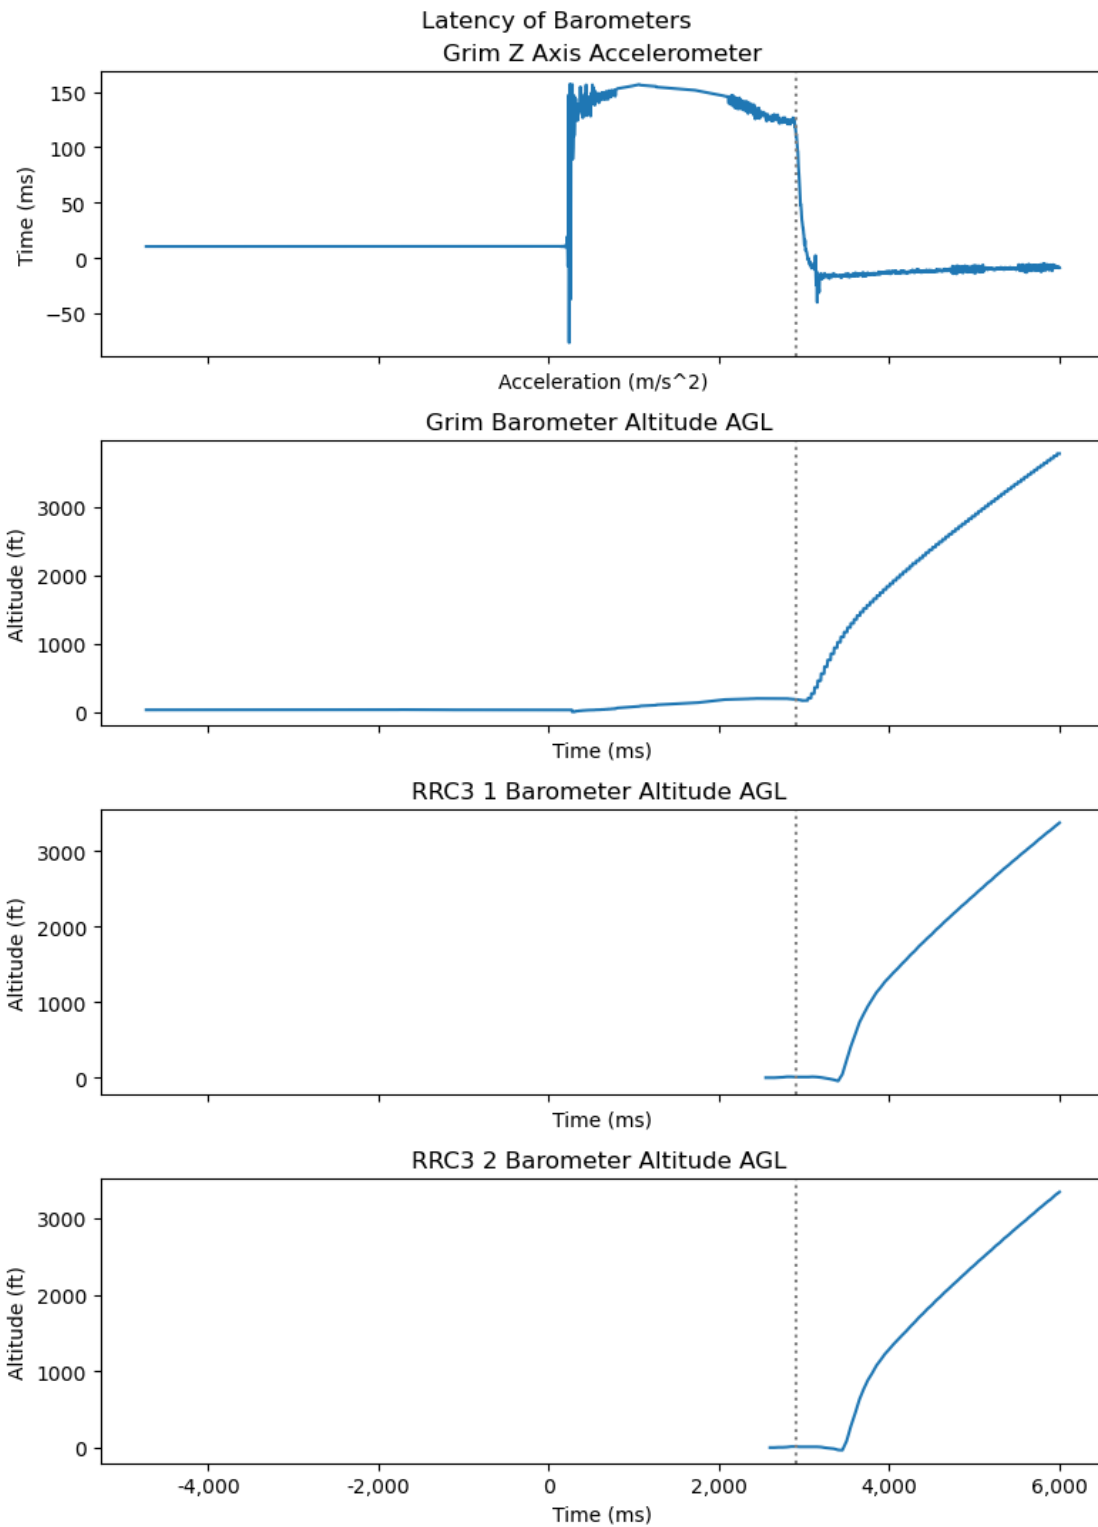 Latency of Barometers
Grim Z Axis Accelerometer
150
100
50
0
−50
Time (ms)
Acceleration (m/s^2)
Grim Barometer Altitude AGL
3000
2000
1000
0
Altitude (ft)
Time (ms)
RRC3 1 Barometer Altitude AGL
3000
2000
1000
0
Altitude (ft)
Time (ms)
RRC3 2 Barometer Altitude AGL
3000
2000
1000
0
Altitude (ft)
-4,000 -2,000 0 2,000 4,000 6,000
Time (ms)